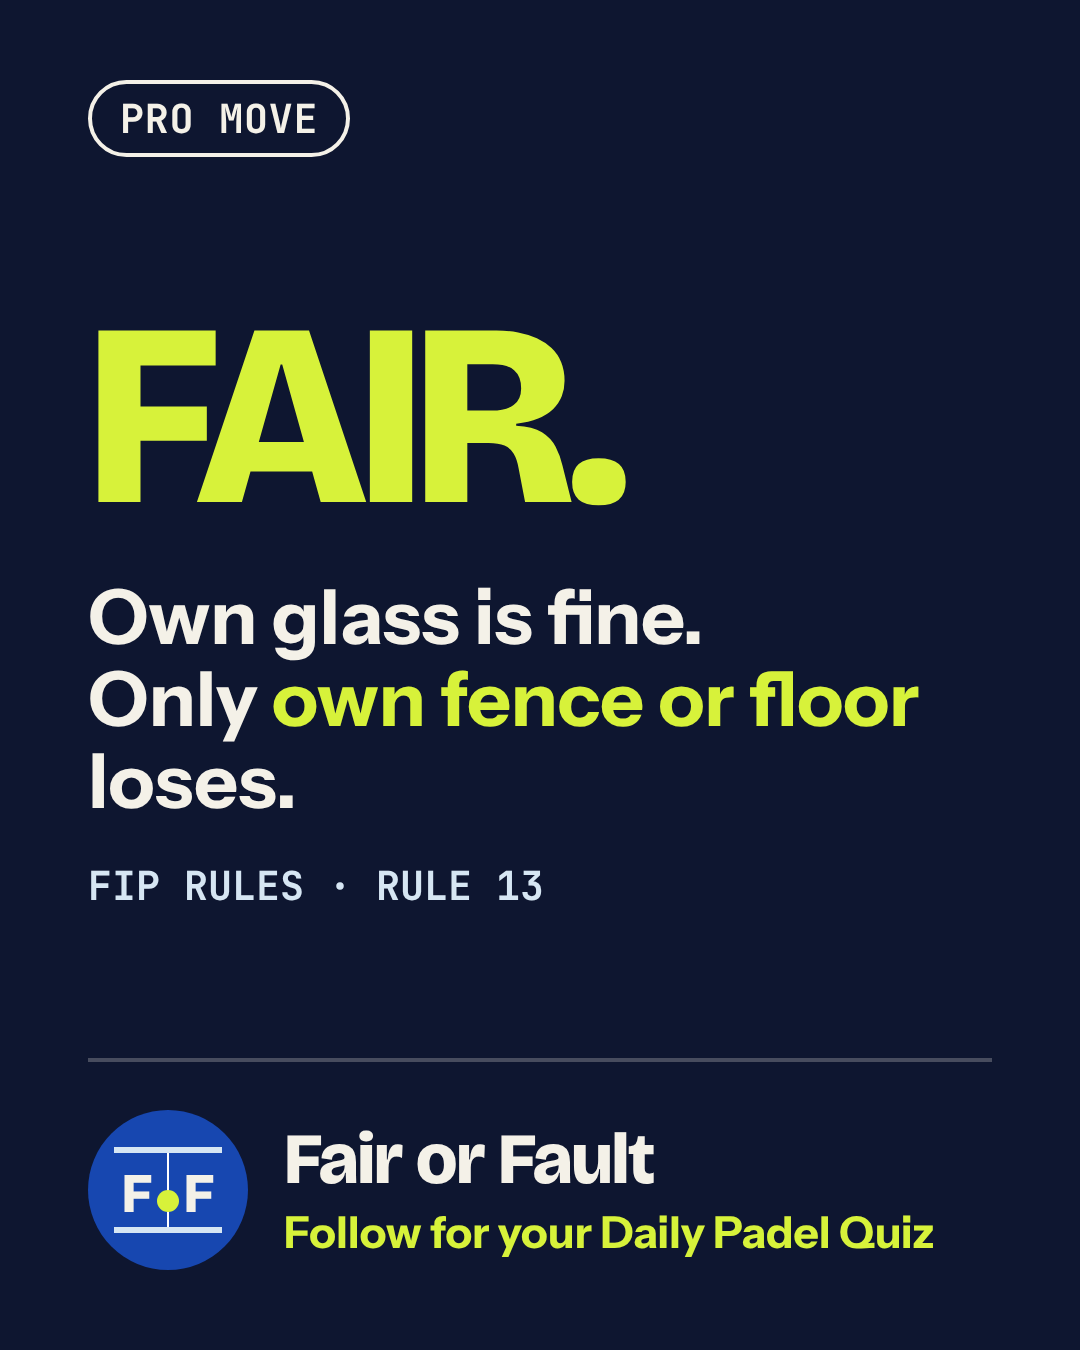 PRO MOVE
FAIR.
Own glass is fine.
Only own fence or floor
loses.
FIP RULES · RULE 13
F F
Fair or Fault
Follow for your Daily Padel Quiz